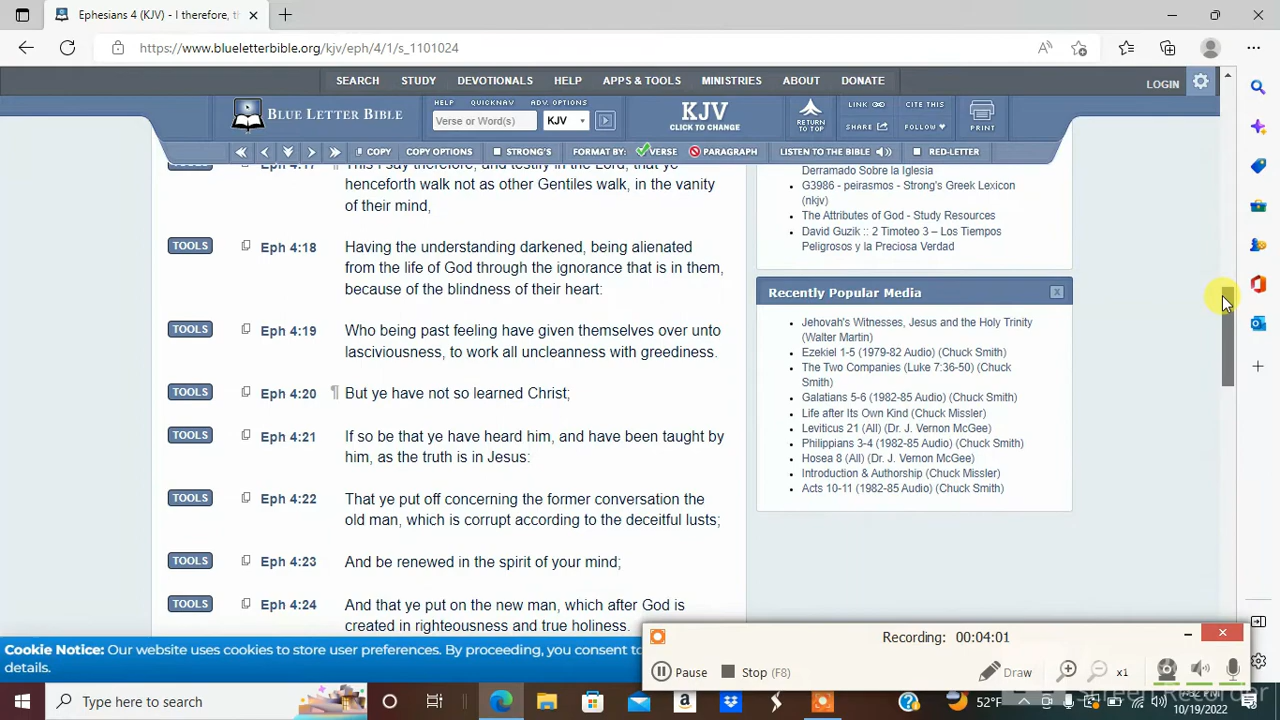 Ephesians 4 (KJV) - I therefore, th
https://www.blueletterbible.org/kjv/eph/4/1/s_1101024
SEARCH STUDY DEVOTIONALS HELP APPS & TOOLS MINISTRIES ABOUT DONATE LOGIN
BLUE LETTER BIBLE
HELP QUICKNAV ADV. OPTIONS
Verse or Word(s) KJV
KJV
CLICK TO CHANGE
RETURN
TO TOP
LINK CITE THIS
SHARE FOLLOW PRINT
COPY COPY OPTIONS STRONG'S FORMAT BY: VERSE PARAGRAPH LISTEN TO THE BIBLE RED-LETTER
TOOLS Eph 4:17 ¶ This I say therefore, and testify in the Lord, that ye
henceforth walk not as other Gentiles walk, in the vanity
of their mind,
TOOLS Eph 4:18 Having the understanding darkened, being alienated
from the life of God through the ignorance that is in them,
because of the blindness of their heart:
TOOLS Eph 4:19 Who being past feeling have given themselves over unto
lasciviousness, to work all uncleanness with greediness.
TOOLS Eph 4:20 ¶ But ye have not so learned Christ;
TOOLS Eph 4:21 If so be that ye have heard him, and have been taught by
him, as the truth is in Jesus:
TOOLS Eph 4:22 That ye put off concerning the former conversation the
old man, which is corrupt according to the deceitful lusts;
TOOLS Eph 4:23 And be renewed in the spirit of your mind;
TOOLS Eph 4:24 And that ye put on the new man, which after God is
created in righteousness and true holiness.
Derramado Sobre la Iglesia
G3986 - peirasmos - Strong's Greek Lexicon
(nkjv)
The Attributes of God - Study Resources
David Guzik :: 2 Timoteo 3 – Los Tiempos
Peligrosos y la Preciosa Verdad
Recently Popular Media
Jehovah's Witnesses, Jesus and the Holy Trinity
(Walter Martin)
Ezekiel 1-5 (1979-82 Audio) (Chuck Smith)
The Two Companies (Luke 7:36-50) (Chuck
Smith)
Galatians 5-6 (1982-85 Audio) (Chuck Smith)
Life after Its Own Kind (Chuck Missler)
Leviticus 21 (All) (Dr. J. Vernon McGee)
Philippians 3-4 (1982-85 Audio) (Chuck Smith)
Hosea 8 (All) (Dr. J. Vernon McGee)
Introduction & Authorship (Chuck Missler)
Acts 10-11 (1982-85 Audio) (Chuck Smith)
Cookie Notice: Our website uses cookies to store user preferences. By proceeding, you consent to
details.
Recording: 00:04:01
Pause Stop (F8) Draw x1
Screen Recorder
Type here to search
52°F
10/19/2022